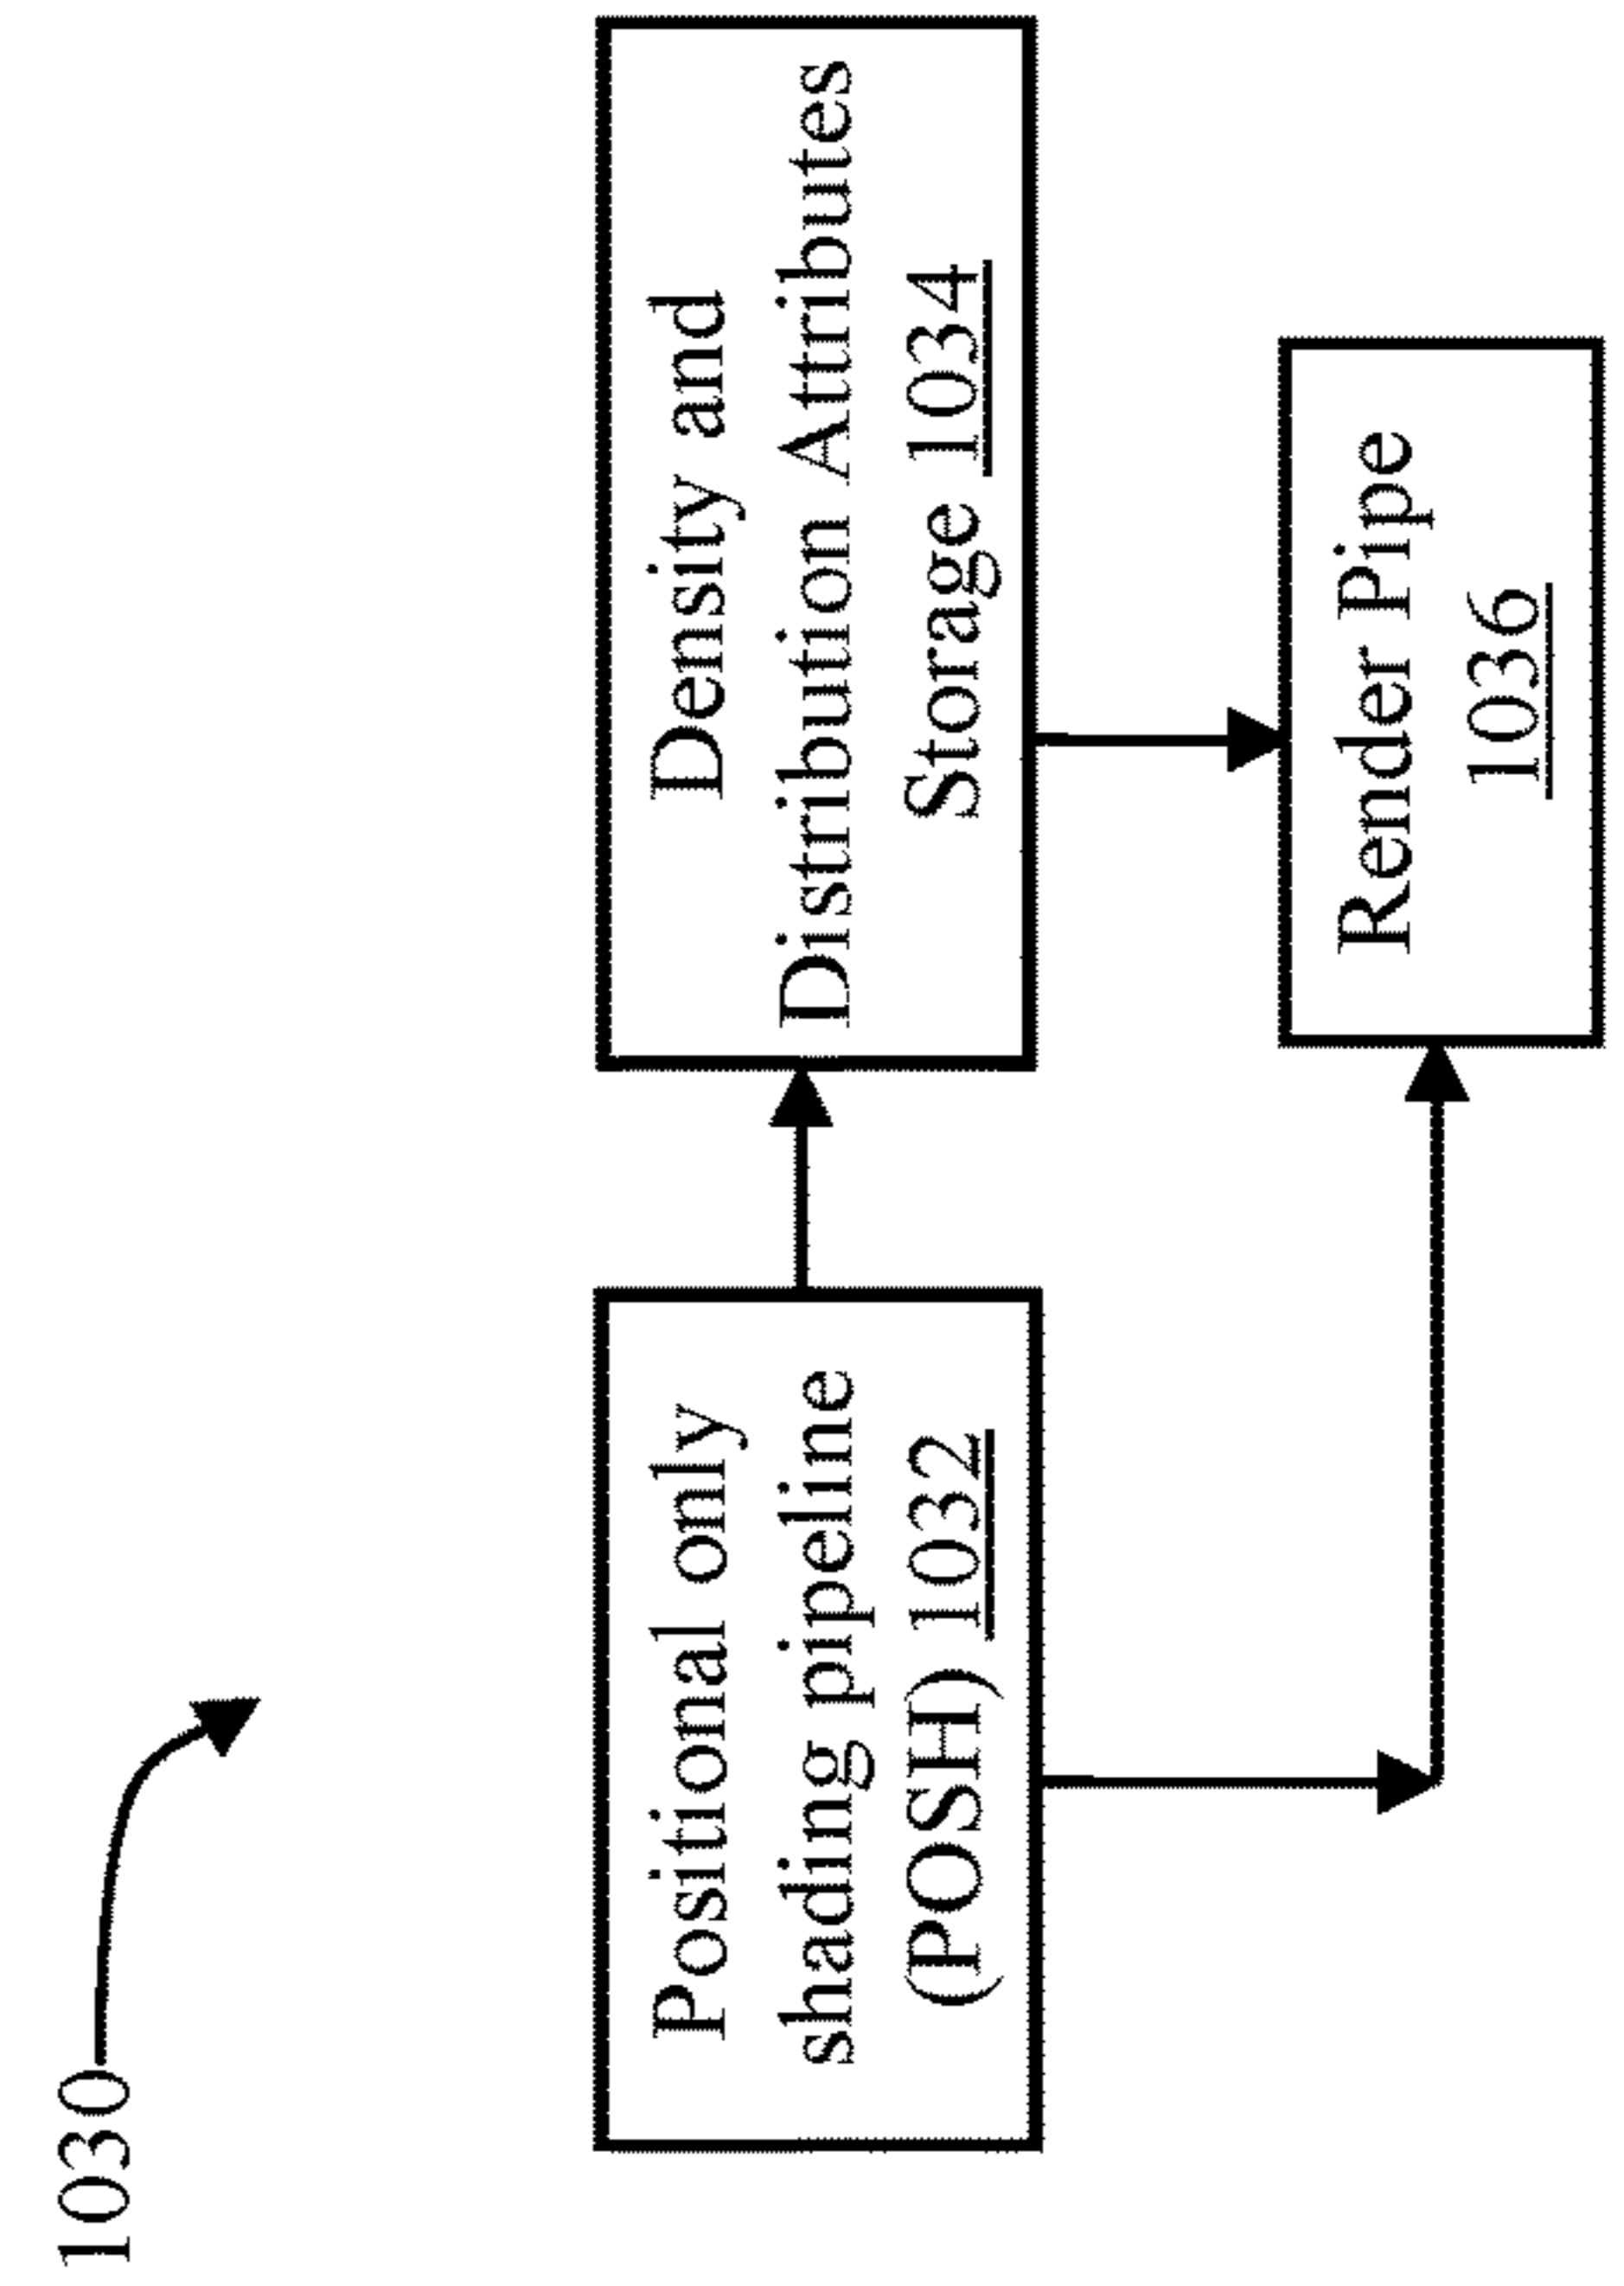 1030
Positional only
shading pipeline
(POSH) 1032
Density and
Distribution Attributes
Storage 1034
Render Pipe
1036